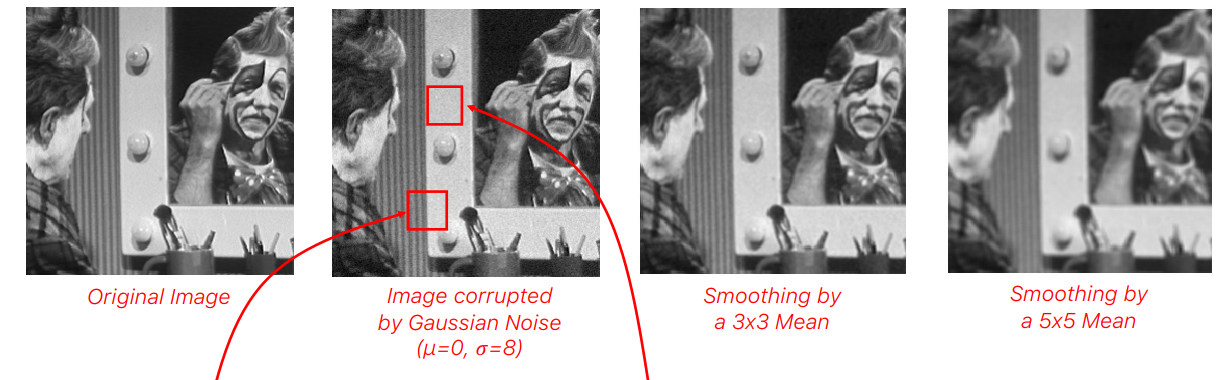 Original Image
Image corrupted
by Gaussian Noise
(μ=0, σ=8)
Smoothing by
a 3x3 Mean
Smoothing by
a 5x5 Mean